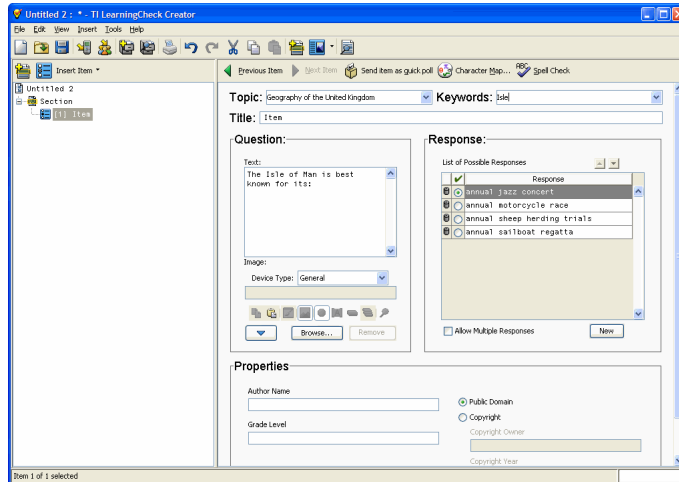 Untitled 2 : * - TI LearningCheck Creator
File Edit View Insert Tools Help
Insert Item
Previous Item Next Item Send item as quick poll Character Map... ABC Spell Check
Untitled 2
Section
[1] Item
Topic: Geography of the United Kingdom Keywords: Isle
Title: Item
Question:
Text:
The Isle of Man is best
known for its:
Image:
Device Type: General
Browse... Remove
Response:
List of Possible Responses
Response
annual jazz concert
annual motorcycle race
annual sheep herding trials
annual sailboat regatta
Allow Multiple Responses New
Properties
Author Name
Grade Level
Public Domain
Copyright
Copyright Owner
Copyright Year
Item 1 of 1 selected